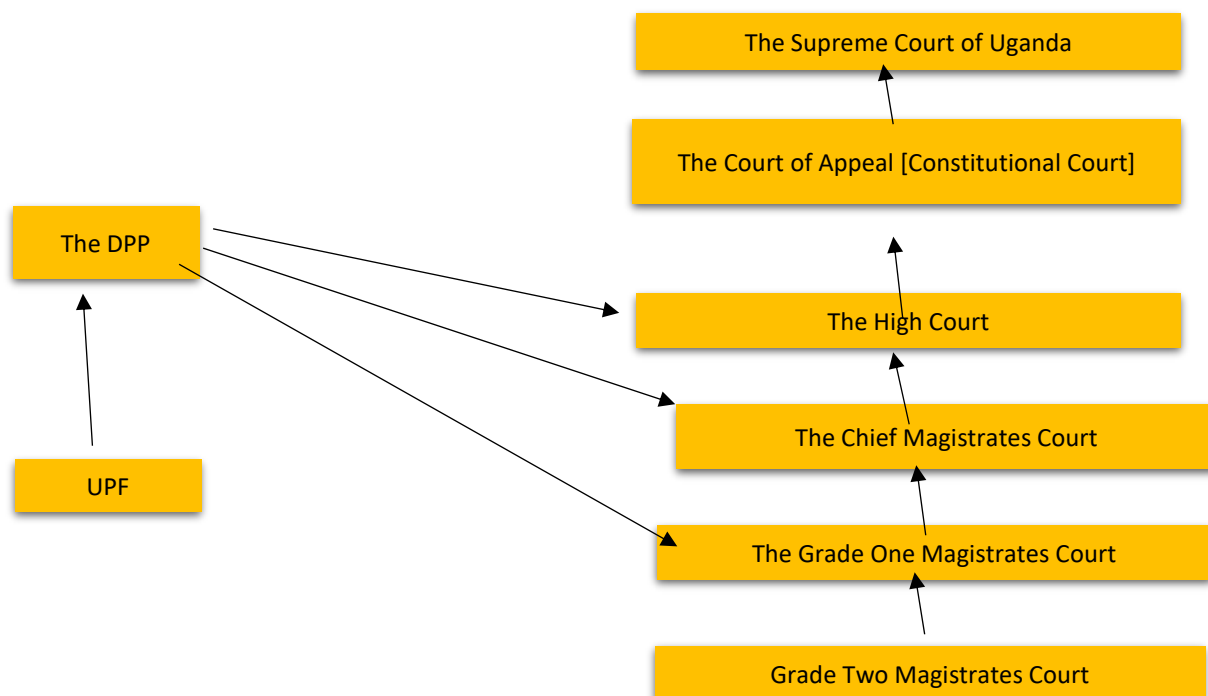 The Supreme Court of Uganda
The Court of Appeal [Constitutional Court]
The DPP
The High Court
The Chief Magistrates Court
UPF
The Grade One Magistrates Court
Grade Two Magistrates Court